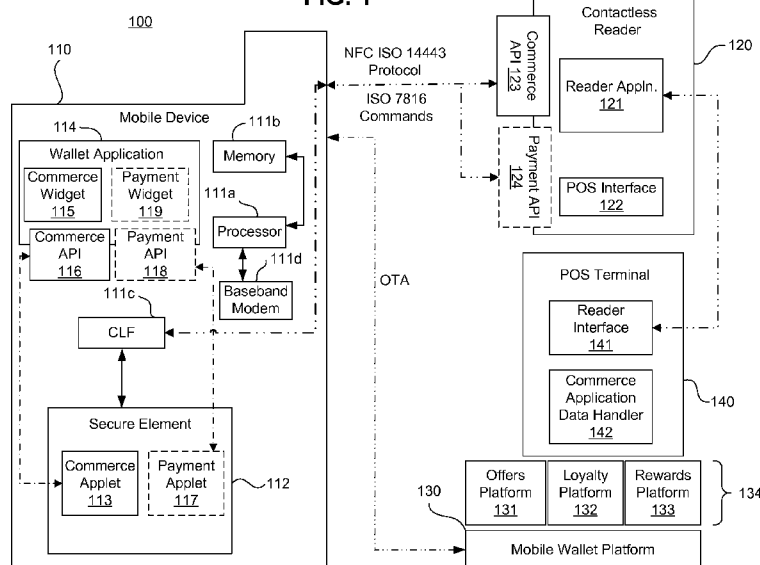 FIG. 1
100
110
Mobile Device
114
Wallet Application
Commerce
Widget
115
Payment
Widget
119
Commerce
API
116
Payment
API
118
111b
Memory
111a
Processor
111d
Baseband
Modem
111c
CLF
Secure Element
Commerce
Applet
113
Payment
Applet
117
112
NFC ISO 14443
Protocol
ISO 7816
Commands
OTA
Contactless
Reader
120
Commerce
API 123
Reader Appln.
121
Payment API
124
POS Interface
122
POS Terminal
Reader
Interface
141
Commerce
Application
Data Handler
142
140
Offers
Platform
131
Loyalty
Platform
132
Rewards
Platform
133
134
130
Mobile Wallet Platform